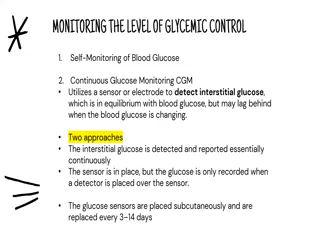 MONITORING THE LEVEL OF GLYCEMIC CONTROL
1. Self-Monitoring of Blood Glucose
2. Continuous Glucose Monitoring CGM
• Utilizes a sensor or electrode to detect interstitial glucose,
which is in equilibrium with blood glucose, but may lag behind
when the blood glucose is changing.
• Two approaches
• The interstitial glucose is detected and reported essentially
continuously
• The sensor is in place, but the glucose is only recorded when
a detector is placed over the sensor.
• The glucose sensors are placed subcutaneously and are
replaced every 3–14 days